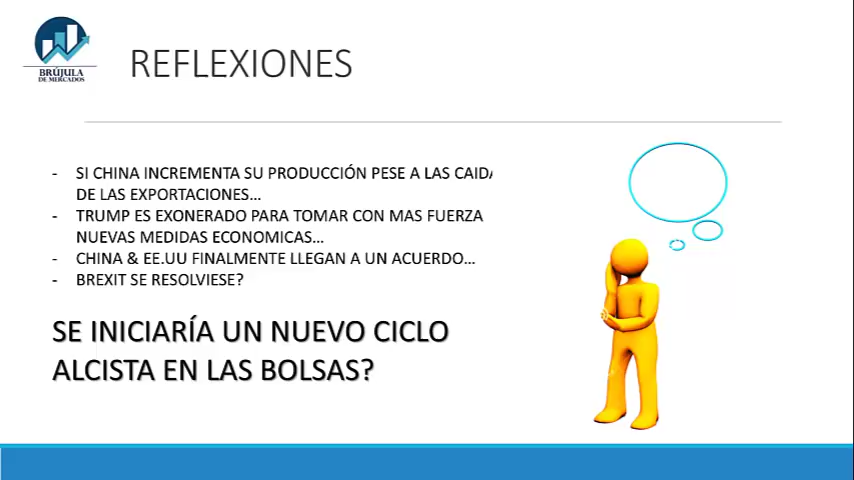 BRÚJULA
DE MERCADOS
REFLEXIONES
- SI CHINA INCREMENTA SU PRODUCCIÓN PESE A LAS CAIDA
DE LAS EXPORTACIONES...
- TRUMP ES EXONERADO PARA TOMAR CON MAS FUERZA
NUEVAS MEDIDAS ECONOMICAS...
- CHINA & EE.UU FINALMENTE LLEGAN A UN ACUERDO...
- BREXIT SE RESOLVIESE?
SE INICIARÍA UN NUEVO CICLO
ALCISTA EN LAS BOLSAS?